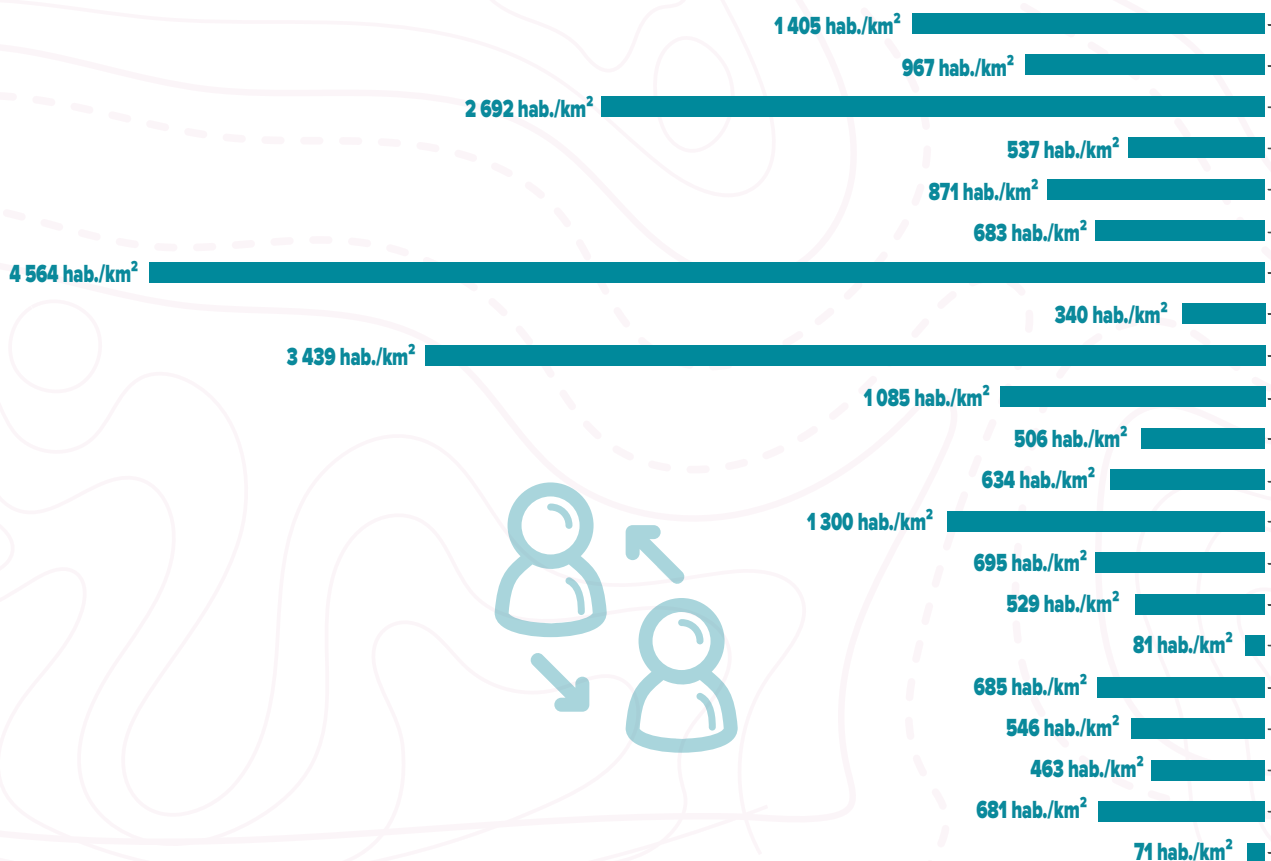 1 405 hab./km²
967 hab./km²
2 692 hab./km²
537 hab./km²
871 hab./km²
683 hab./km²
4 564 hab./km²
340 hab./km²
3 439 hab./km²
1 085 hab./km²
506 hab./km²
634 hab./km²
1 300 hab./km²
695 hab./km²
529 hab./km²
81 hab./km²
685 hab./km²
546 hab./km²
463 hab./km²
681 hab./km²
71 hab./km²